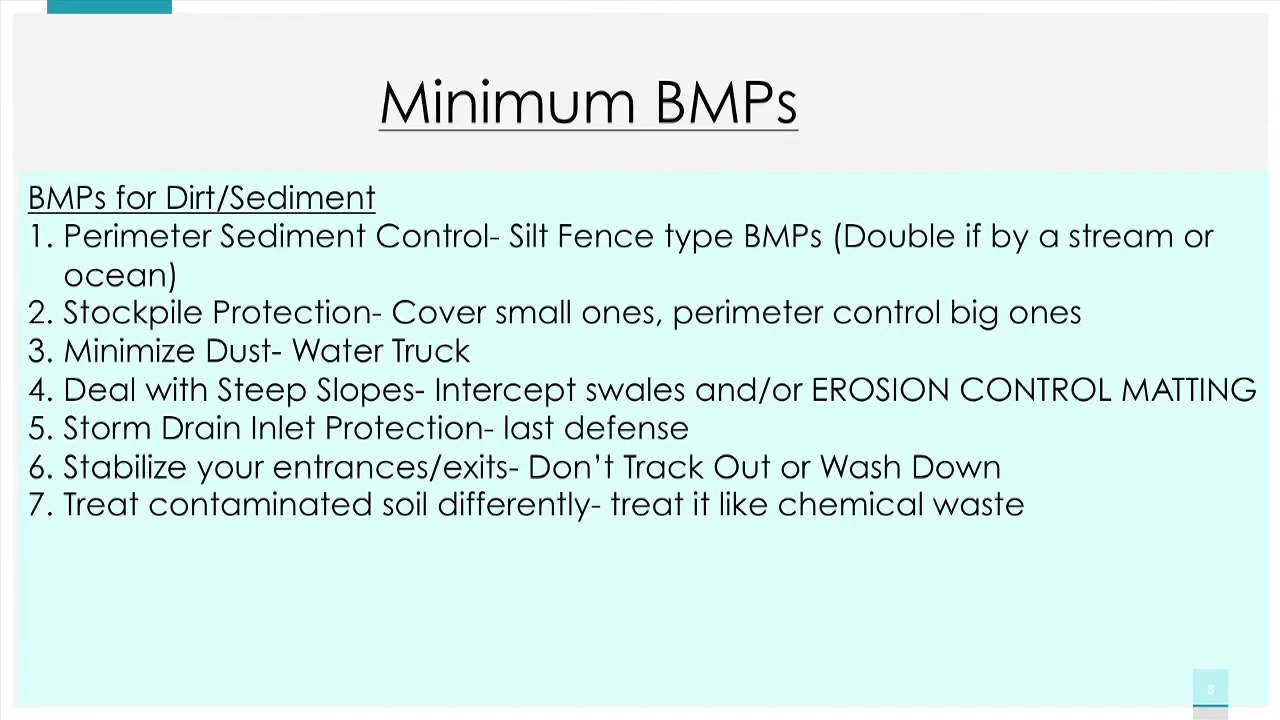 Minimum BMPs
BMPs for Dirt/Sediment
1. Perimeter Sediment Control- Silt Fence type BMPs (Double if by a stream or
ocean)
2. Stockpile Protection- Cover small ones, perimeter control big ones
3. Minimize Dust- Water Truck
4. Deal with Steep Slopes- Intercept swales and/or EROSION CONTROL MATTING
5. Storm Drain Inlet Protection- last defense
6. Stabilize your entrances/exits- Don’t Track Out or Wash Down
7. Treat contaminated soil differently- treat it like chemical waste
8